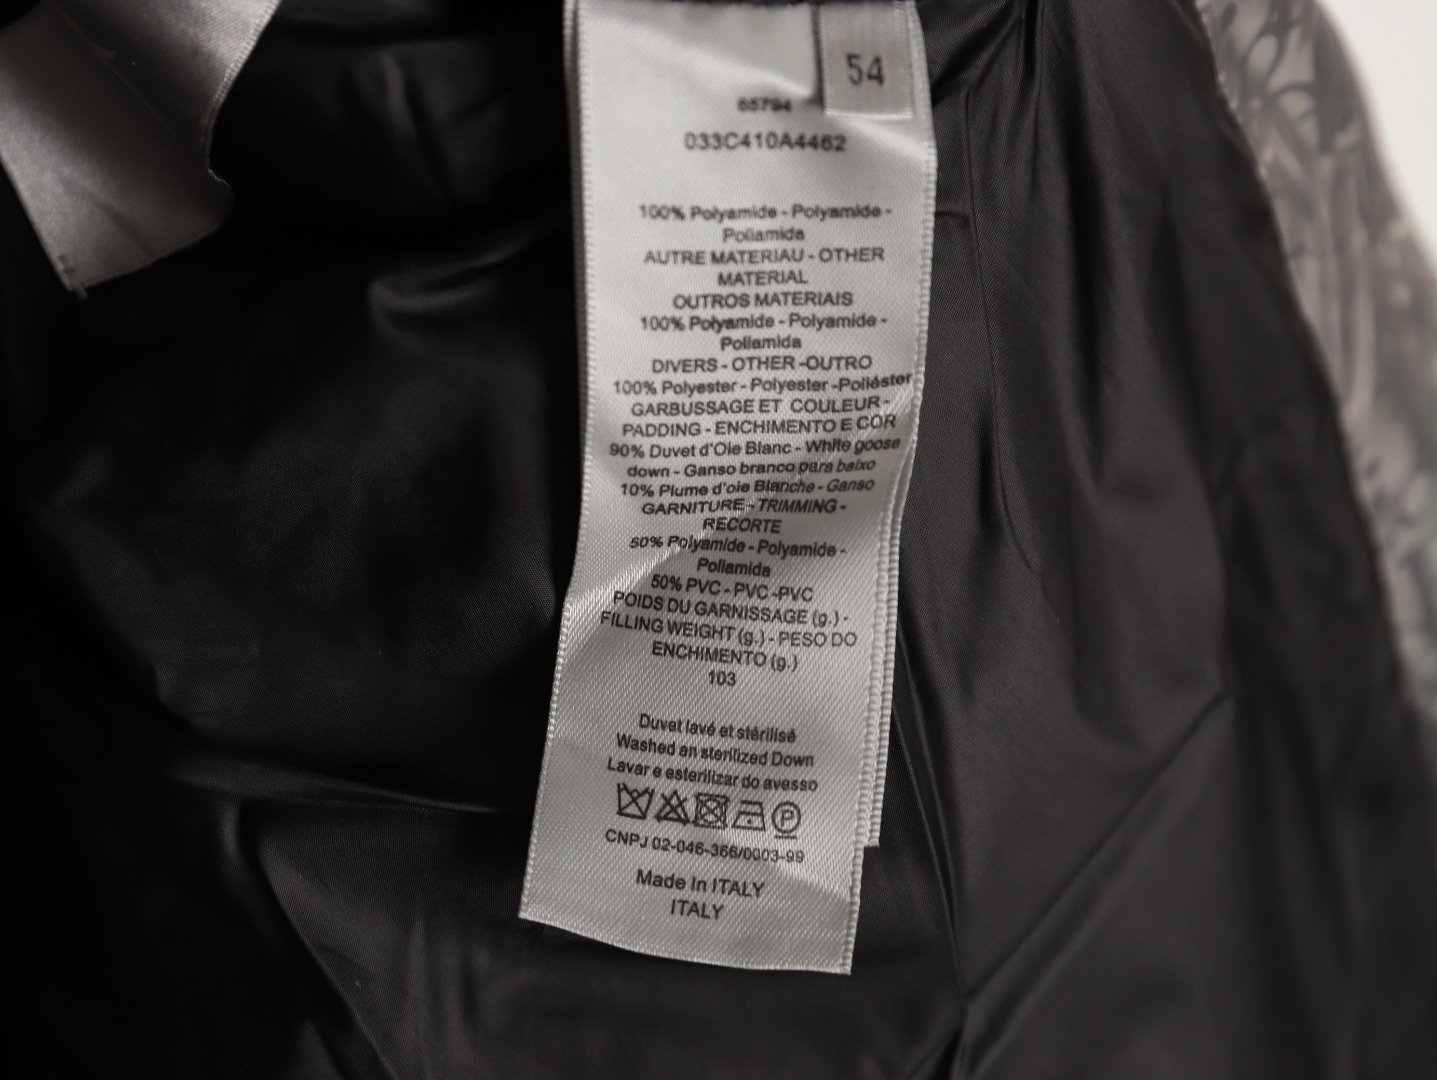 54
65794
033C410A4462
100% Polyamide - Polyamide -
Poliamida
AUTRE MATERIAU - OTHER
MATERIAL
OUTROS MATERIAIS
100% Polyamide - Polyamide -
Poliamida
DIVERS - OTHER -OUTRO
100% Polyester - Polyester -Poliéster
GARBUSSAGE ET COULEUR -
PADDING - ENCHIMENTO E COR
90% Duvet d'Oie Blanc - White goose
down - Ganso branco para baixo
10% Plume d'oie Blanche - Ganso
GARNITURE - TRIMMING -
RECORTE
50% Polyamide - Polyamide -
Poliamida
50% PVC - PVC -PVC
POIDS DU GARNISSAGE (g.) -
FILLING WEIGHT (g.) - PESO DO
ENCHIMENTO (g.)
103
Duvet lavé et stérilisé
Washed an sterilized Down
Lavar e esterilizar do avesso
P
CNPJ 02-046-366/0003-99
Made In ITALY
ITALY